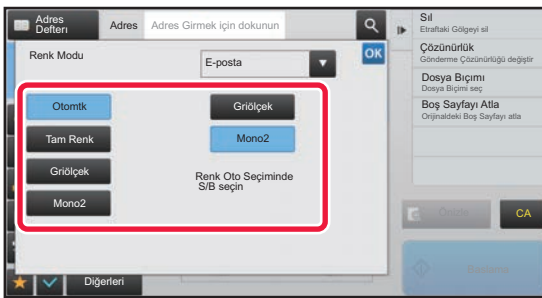 Adres
Defteri
Adres
Adres Girmek için dokunun
Renk Modu
E-posta
OK
Otomtk
Tam Renk
Griölçek
Mono2
Griölçek
Mono2
Renk Oto Seçiminde
S/B seçin
Diğerleri
Sil
Etraftaki Gölgeyi sil
Çözünürlük
Gönderme Çözünürlüğü değiştir
Dosya Bıçımı
Dosya Biçimi seç
Boş Sayfayı Atla
Orijinaldeki Boş Sayfayı atla
Önizle
CA